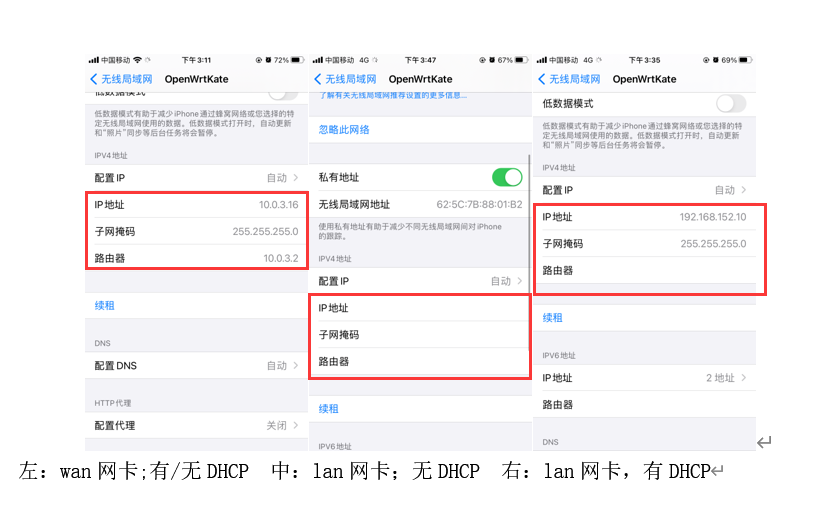 中国移动 下午3:11 72%
无线局域网 OpenWrtKate
低数据模式
低数据模式有助于减少iPhone通过蜂窝网络或您选择的特
定无线局域网使用的数据。低数据模式打开时，自动更新
和“照片”同步等后台任务将会暂停。
IPV4地址
配置 IP 自动
IP地址 10.0.3.16
子网掩码 255.255.255.0
路由器 10.0.3.2
续租
DNS
配置 DNS 自动
HTTP代理
配置代理 关闭
中国移动 4G 下午3:47 67%
无线局域网 OpenWrtKate
了解有关无线局域网推荐设置的更多信息...
忽略此网络
私有地址
无线局域网地址 62:5C:7B:88:01:B2
使用私有地址有助于减少不同无线局域网间对iPhone
的跟踪。
IPV4地址
配置 IP 自动
IP地址
子网掩码
路由器
续租
IPV6地址
中国移动 4G 下午3:35 69%
无线局域网 OpenWrtKate
低数据模式
低数据模式有助于减少iPhone通过蜂窝网络或您选择的特
定无线局域网使用的数据。低数据模式打开时，自动更新
和“照片”同步等后台任务将会暂停。
IPV4地址
配置 IP 自动
IP地址 192.168.152.10
子网掩码 255.255.255.0
路由器
续租
IPV6地址
IP地址 2 地址
路由器
DNS
左：wan 网卡;有/无 DHCP 中：lan 网卡；无 DHCP 右：lan 网卡，有 DHCP